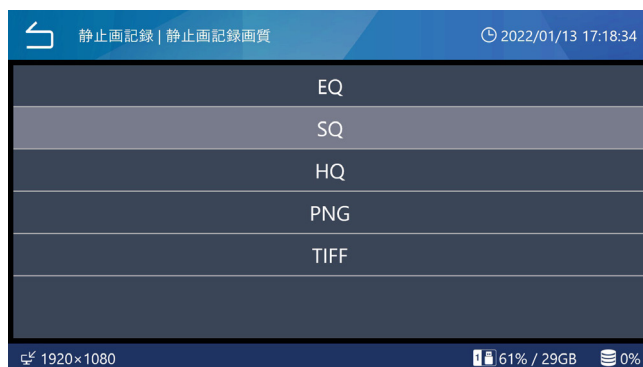 静止画記録 | 静止画記録画質 2022/01/13 17:18:34
EQ
SQ
HQ
PNG
TIFF
1920×1080 1 61% / 29GB 0%